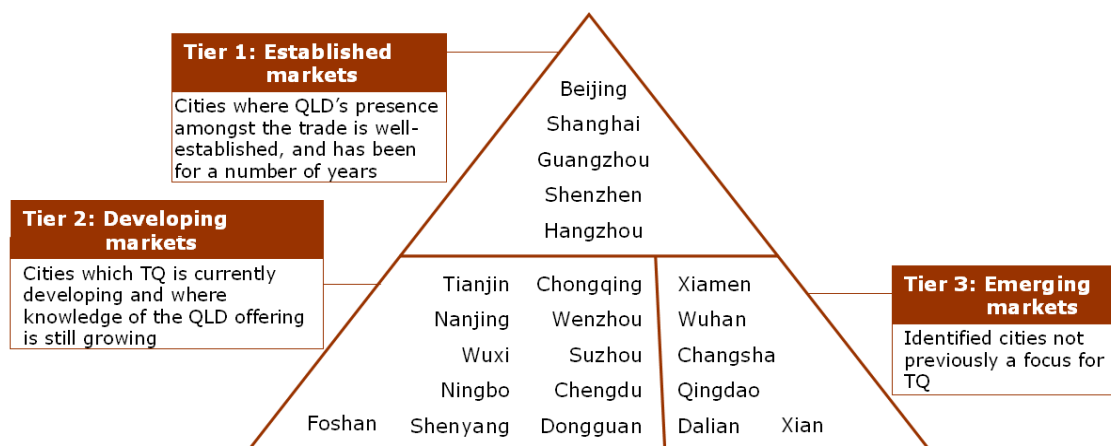 Tier 1: Established
markets
Cities where QLD's presence
amongst the trade is well-
established, and has been
for a number of years
Beijing
Shanghai
Guangzhou
Shenzhen
Hangzhou
Tier 2: Developing
markets
Cities which TQ is currently
developing and where
knowledge of the QLD offering
is still growing
Tianjin Chongqing
Nanjing Wenzhou
Wuxi Suzhou
Ningbo Chengdu
Foshan Shenyang Dongguan
Xiamen
Wuhan
Changsha
Qingdao
Dalian Xian
Tier 3: Emerging
markets
Identified cities not
previously a focus for
TQ